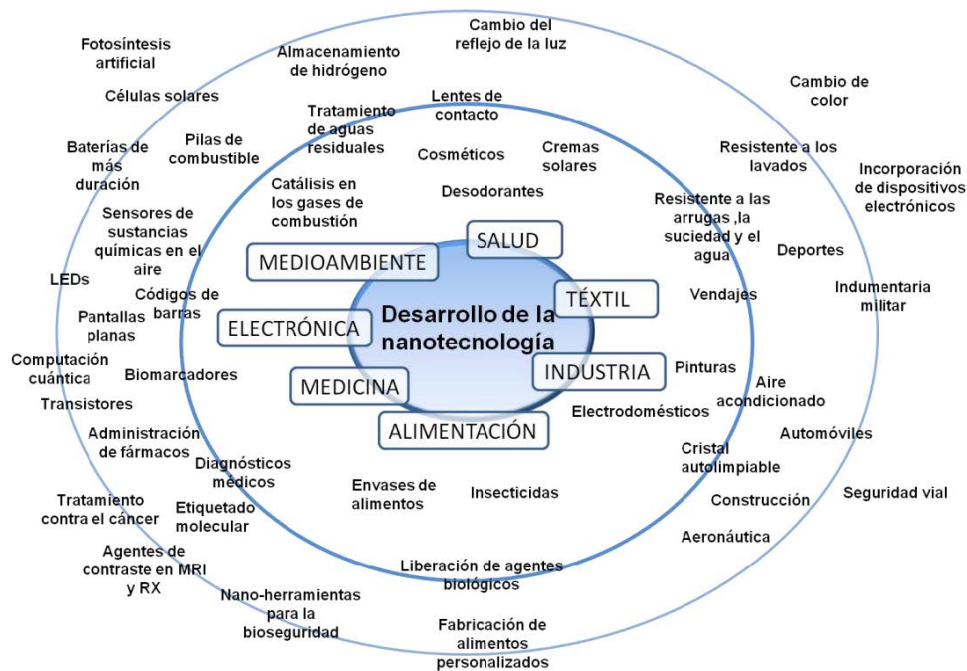 Cambio del
reflejo de la luz
Fotosíntesis
artificial
Almacenamiento
de hidrógeno
Cambio de
color
Células solares
Lentes de
contacto
Tratamiento
de aguas
residuales
Baterías de
más
duración
Pilas de
combustible
Cosméticos
Cremas
solares
Resistente a los
lavados
Incorporación
de dispositivos
electrónicos
Catálisis en
los gases de
combustión
Desodorantes
Resistente a las
arrugas ,la
suciedad y el
agua
Sensores de
sustancias
químicas en el
aire
SALUD
Deportes
MEDIOAMBIENTE
LEDs
Códigos de
barras
TÉXTIL
Vendajes
Indumentaria
militar
Pantallas
planas
ELECTRÓNICA
Desarrollo de la
nanotecnología
Computación
cuántica
Biomarcadores
MEDICINA
INDUSTRIA
Pinturas
Aire
acondicionado
Transistores
ALIMENTACIÓN
Electrodomésticos
Administración
de fármacos
Automóviles
Cristal
autolimpiable
Diagnósticos
médicos
Envases de
alimentos
Insecticidas
Seguridad vial
Tratamiento
contra el cáncer
Etiquetado
molecular
Construcción
Aeronáutica
Agentes de
contraste en MRI
y RX
Liberación de agentes
biológicos
Nano-herramientas
para la
bioseguridad
Fabricación de
alimentos
personalizados